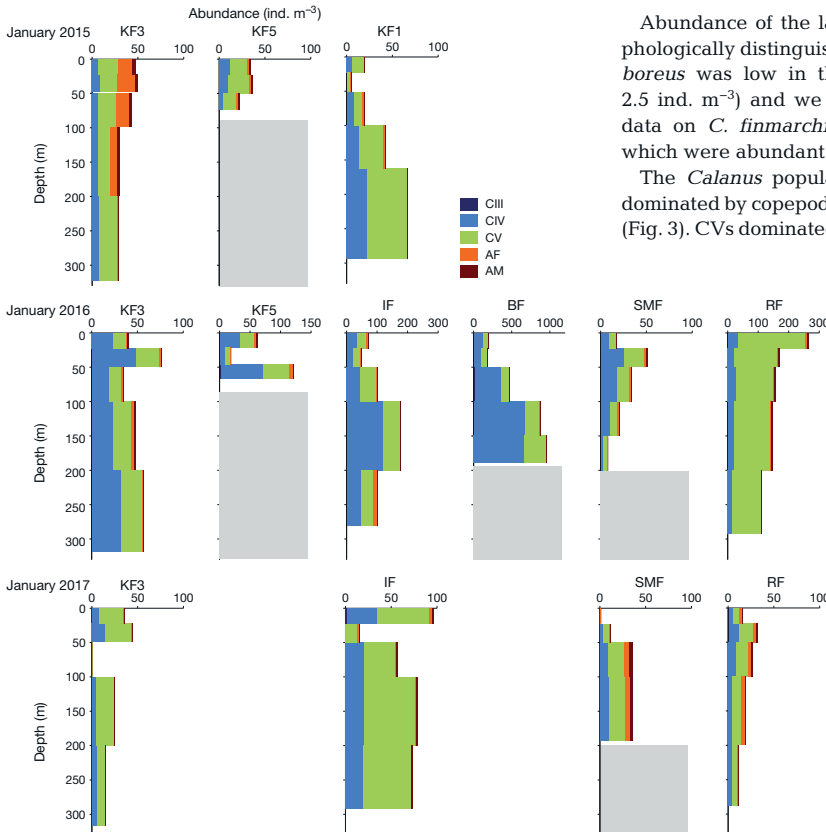 Abundance (ind. m⁻³)
January 2015 KF3 KF5 KF1
0 100 0 50 100 0 50 100
0
50
100
150
200
250
300
Depth (m)
CIII
CIV
CV
AF
AM
Abundance of the la
phologically distinguis
boreus was low in th
2.5 ind. m⁻³) and we
data on C. finmarchi
which were abundant
The Calanus popula
dominated by copepod
(Fig. 3). CVs dominated
January 2016 KF3 KF5 IF BF SMF RF
0 100 0 50 100 150 0 100 200 300 0 500 1000 0 50 100 0 100 200 300
0
50
100
150
200
250
300
Depth (m)
January 2017 KF3 IF SMF RF
0 50 100 0 50 100 0 50 100 0 50 100
0
50
100
150
200
250
300
Depth (m)